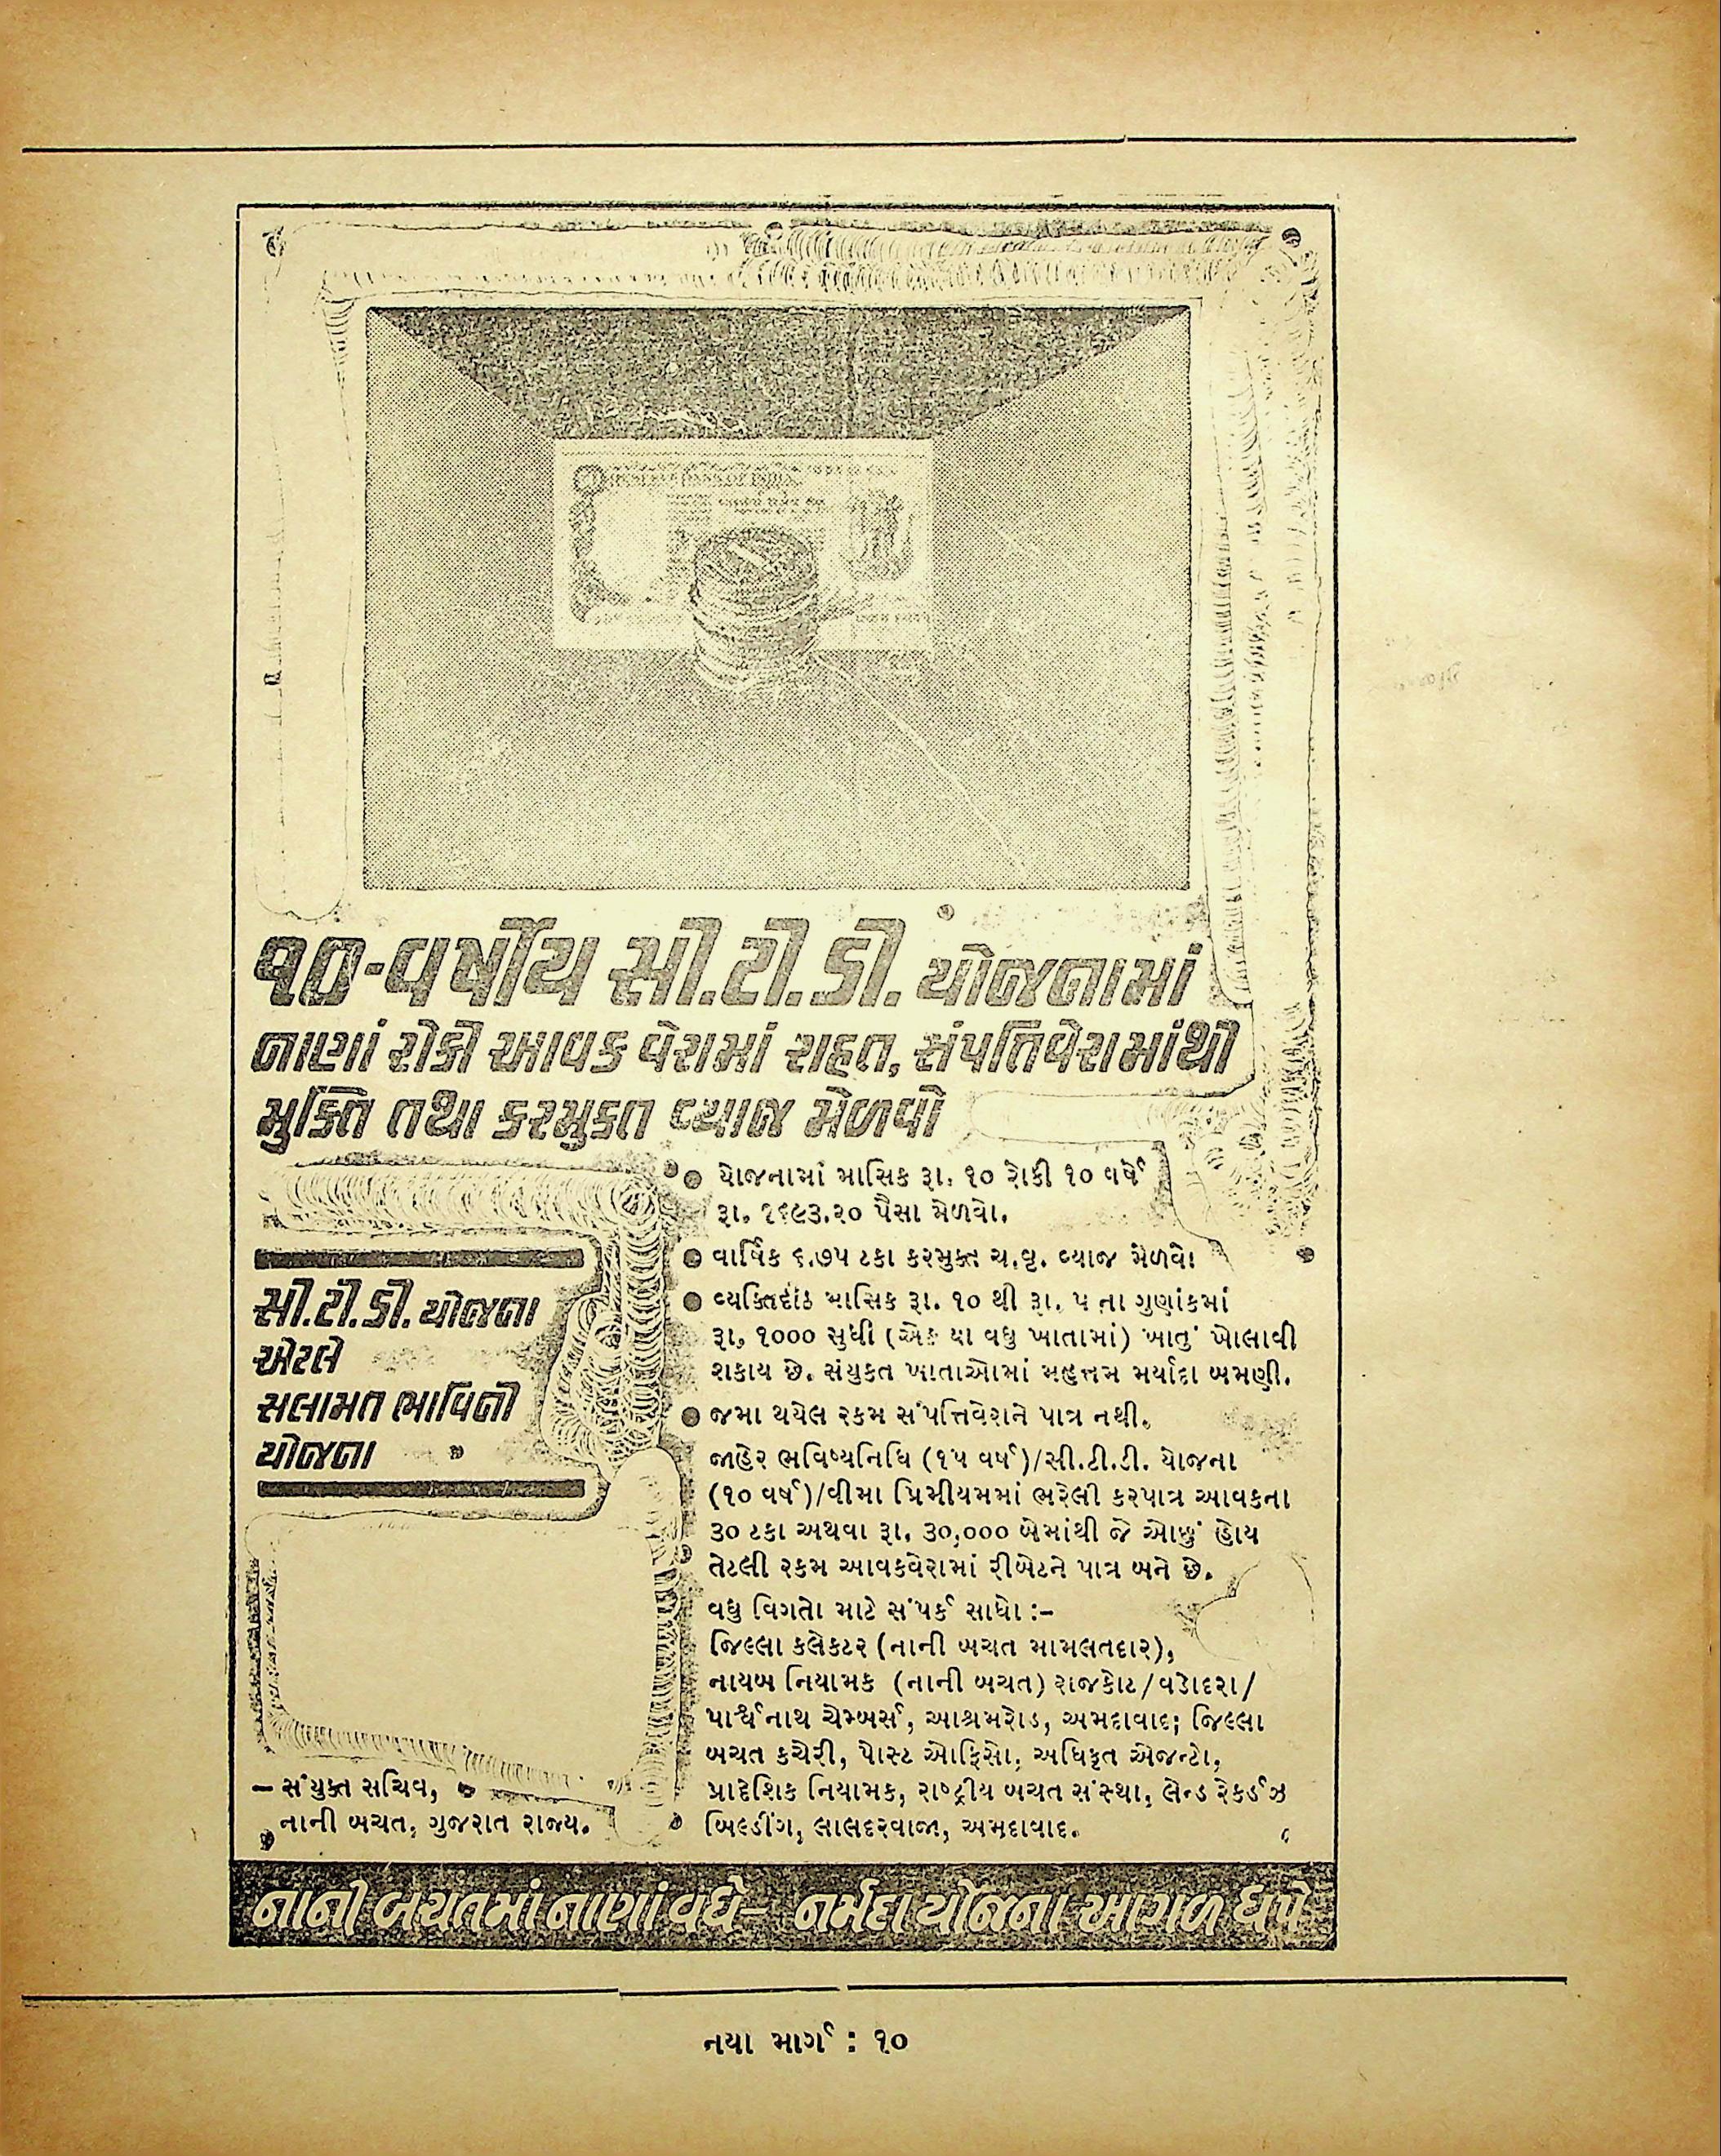 ૧૦-વર્ષીય સી.ટી.ડી. યોજનામાં
નાણાં રોકી આવક વેરામાં રાહત, સંપત્તિવેરામાંથી
મુક્તિ તથા કરમુક્ત વ્યાજ મેળવો
● યોજનામાં માસિક રૂા. ૧૦ રોકી ૧૦ વર્ષે
રૂા. ૧૬૯૩.૨૦ પૈસા મેળવો.
● વાર્ષિક ૬.૭૫ ટકા કરમુક્ત ચ.વૃ. વ્યાજ મેળવો
● વ્યક્તિદીઠ માસિક રૂા. ૧૦ થી રૂા. ૫ ના ગુણાંકમાં
રૂા. ૧૦૦૦ સુધી (એક યા વધુ ખાતામાં) ખાતું ખોલાવી
શકાય છે. સંયુકત ખાતાઓમાં મહત્તમ મર્યાદા બમણી.
● જમા થયેલ રકમ સંપત્તિવેરાને પાત્ર નથી.
જાહેર ભવિષ્યનિધિ (૧૫ વર્ષ)/સી.ટી.ડી. યોજના
(૧૦ વર્ષ)/વીમા પ્રિમીયમમાં ભરેલી કરપાત્ર આવકના
૩૦ ટકા અથવા રૂા. ૩૦,૦૦૦ બેમાંથી જે ઓછું હોય
તેટલી રકમ આવકવેરામાં રીબેટને પાત્ર બને છે.
વધુ વિગતો માટે સંપર્ક સાધો :-
જિલ્લા કલેકટર (નાની બચત મામલતદાર),
નાયબ નિયામક (નાની બચત) રાજકોટ/વડોદરા/
પાર્શ્વનાથ ચેમ્બર્સ, આશ્રમરોડ, અમદાવાદ; જિલ્લા
બચત કચેરી, પોસ્ટ ઓફિસો, અધિકૃત એજન્ટો,
પ્રાદેશિક નિયામક, રાષ્ટ્રીય બચત સંસ્થા, લેન્ડ રેકર્ડઝ
બિલ્ડીંગ, લાલદરવાજા, અમદાવાદ.
સી.ટી.ડી. યોજના
એટલે
સલામત ભાવિની
યોજના
– સંયુક્ત સચિવ,
નાની બચત, ગુજરાત રાજ્ય.
નાની બચતમાં નાણાં વધે– નર્મદા યોજના આગળ ધપે
નયા માર્ગ : ૧૦